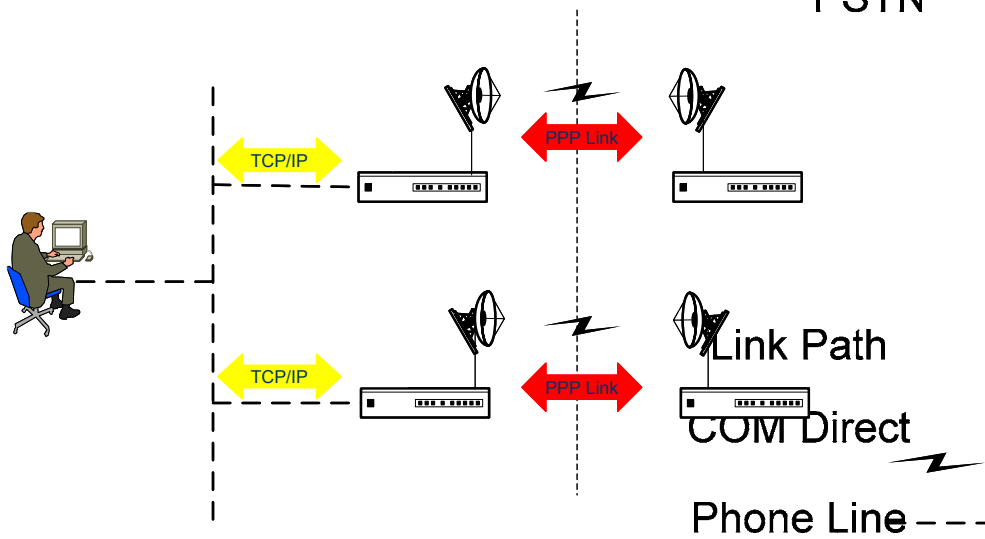 PSTN
PPP Link
TCP/IP
Link Path
TCP/IP
PPP Link
COM Direct
Phone Line